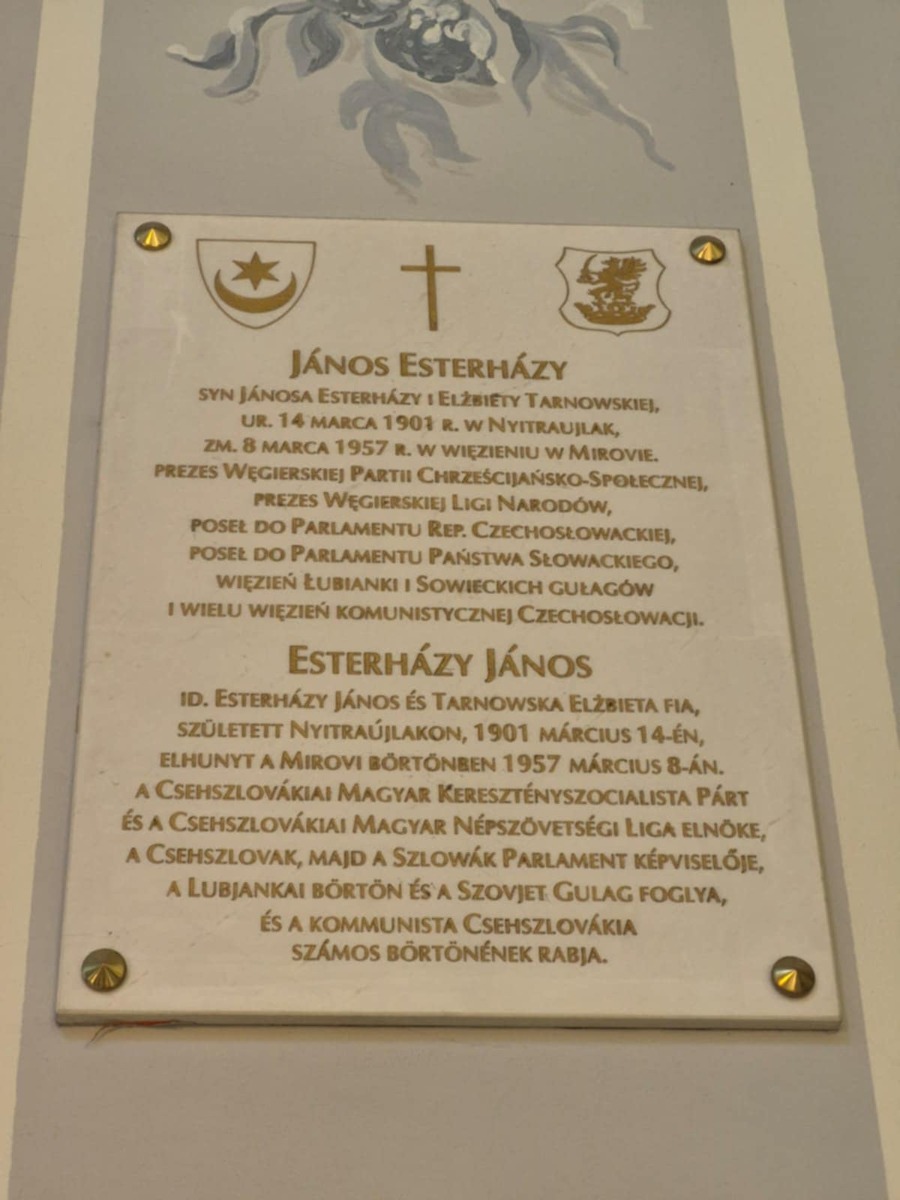 JÁNOS ESTERHÁZY
SYN JÁNOSA ESTERHÁZY I ELŻBIETY TARNOWSKIEJ,
UR. 14 MARCA 1901 R. W NYITRAUJLAK,
ZM. 8 MARCA 1957 R. W WIĘZIENIU W MIROVIE.
PREZES WĘGIERSKIEJ PARTII CHRZEŚCIJAŃSKO-SPOŁECZNEJ,
PREZES WĘGIERSKIEJ LIGI NARODÓW,
POSEŁ DO PARLAMENTU REP. CZECHOSŁOWACKIEJ,
POSEŁ DO PARLAMENTU PAŃSTWA SŁOWACKIEGO,
WIĘZIEŃ ŁUBIANKI I SOWIECKICH GUŁAGÓW
I WIELU WIĘZIEŃ KOMUNISTYCZNEJ CZECHOSŁOWACJI.
ESTERHÁZY JÁNOS
ID. ESTERHÁZY JÁNOS ÉS TARNOWSKA ELŻBIETA FIA,
SZÜLETETT NYITRAÚJLAKON, 1901 MÁRCIUS 14-ÉN,
ELHUNYT A MIROVI BÖRTÖNBEN 1957 MÁRCIUS 8-ÁN.
A CSEHSZLOVÁKIAI MAGYAR KERESZTÉNYSZOCIALISTA PÁRT
ÉS A CSEHSZLOVÁKIAI MAGYAR NÉPSZÖVETSÉGI LIGA ELNÖKE,
A CSEHSZLOVAK, MAJD A SZLOWÁK PARLAMENT KÉPVISELŐJE,
A LUBJANKAI BÖRTÖN ÉS A SZOVJET GULAG FOGLYA,
ÉS A KOMMUNISTA CSEHSZLOVÁKIA
SZÁMOS BÖRTÖNÉNEK RABJA.